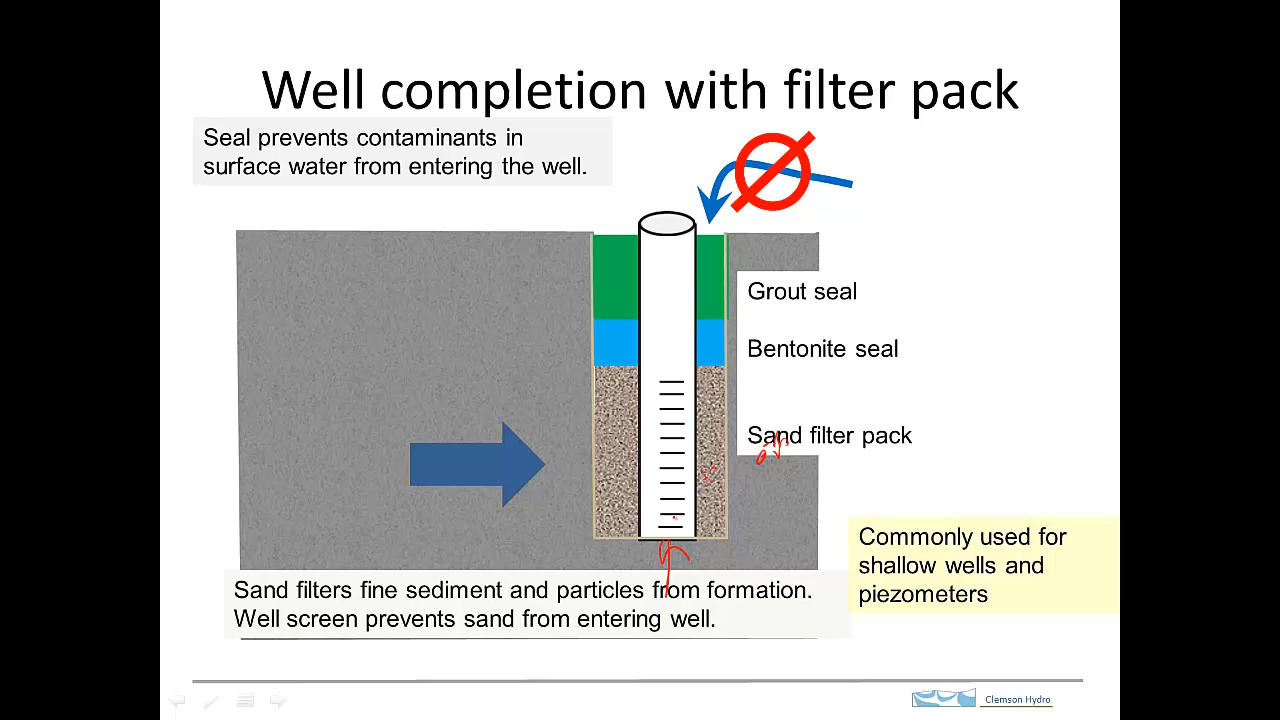 Well completion with filter pack
Seal prevents contaminants in
surface water from entering the well.
Grout seal
Bentonite seal
Sand filter pack
Commonly used for
shallow wells and
piezometers
Sand filters fine sediment and particles from formation.
Well screen prevents sand from entering well.
Clemson Hydro